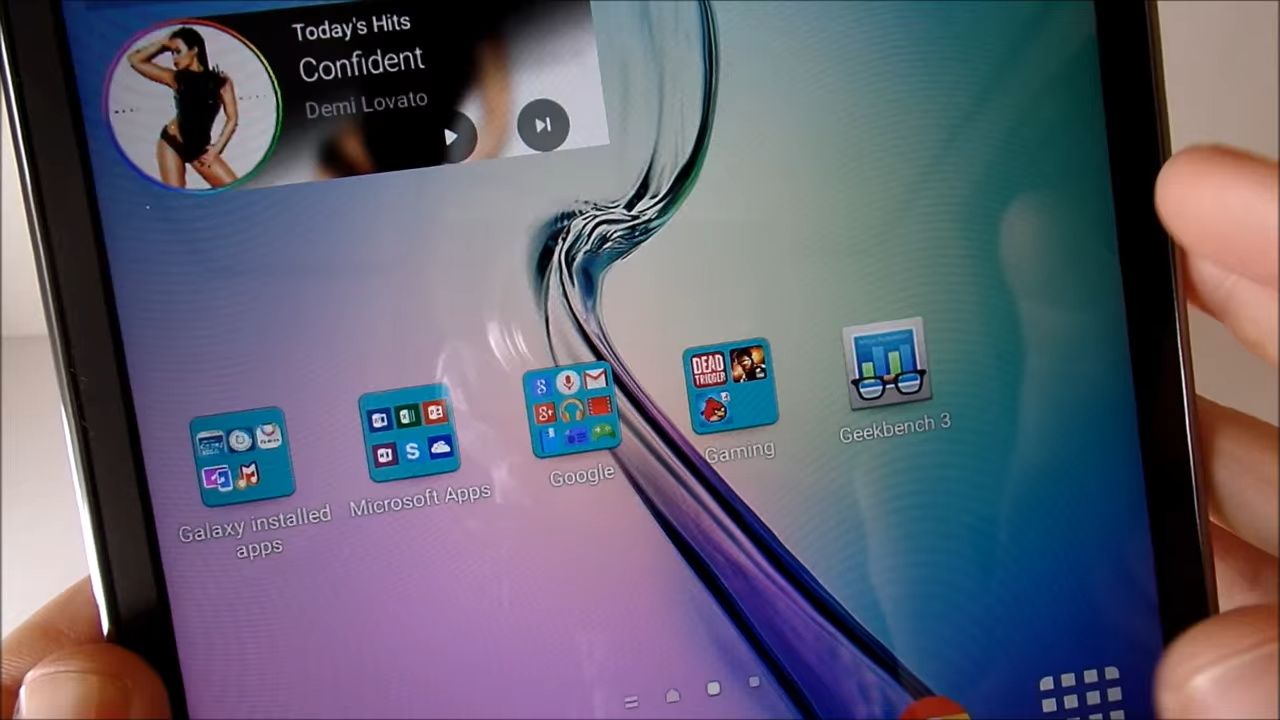 Today's Hits
Confident
Demi Lovato
DEAD
TRIGGER
Galaxy installed
apps
Microsoft Apps
Google
Gaming
Geekbench 3